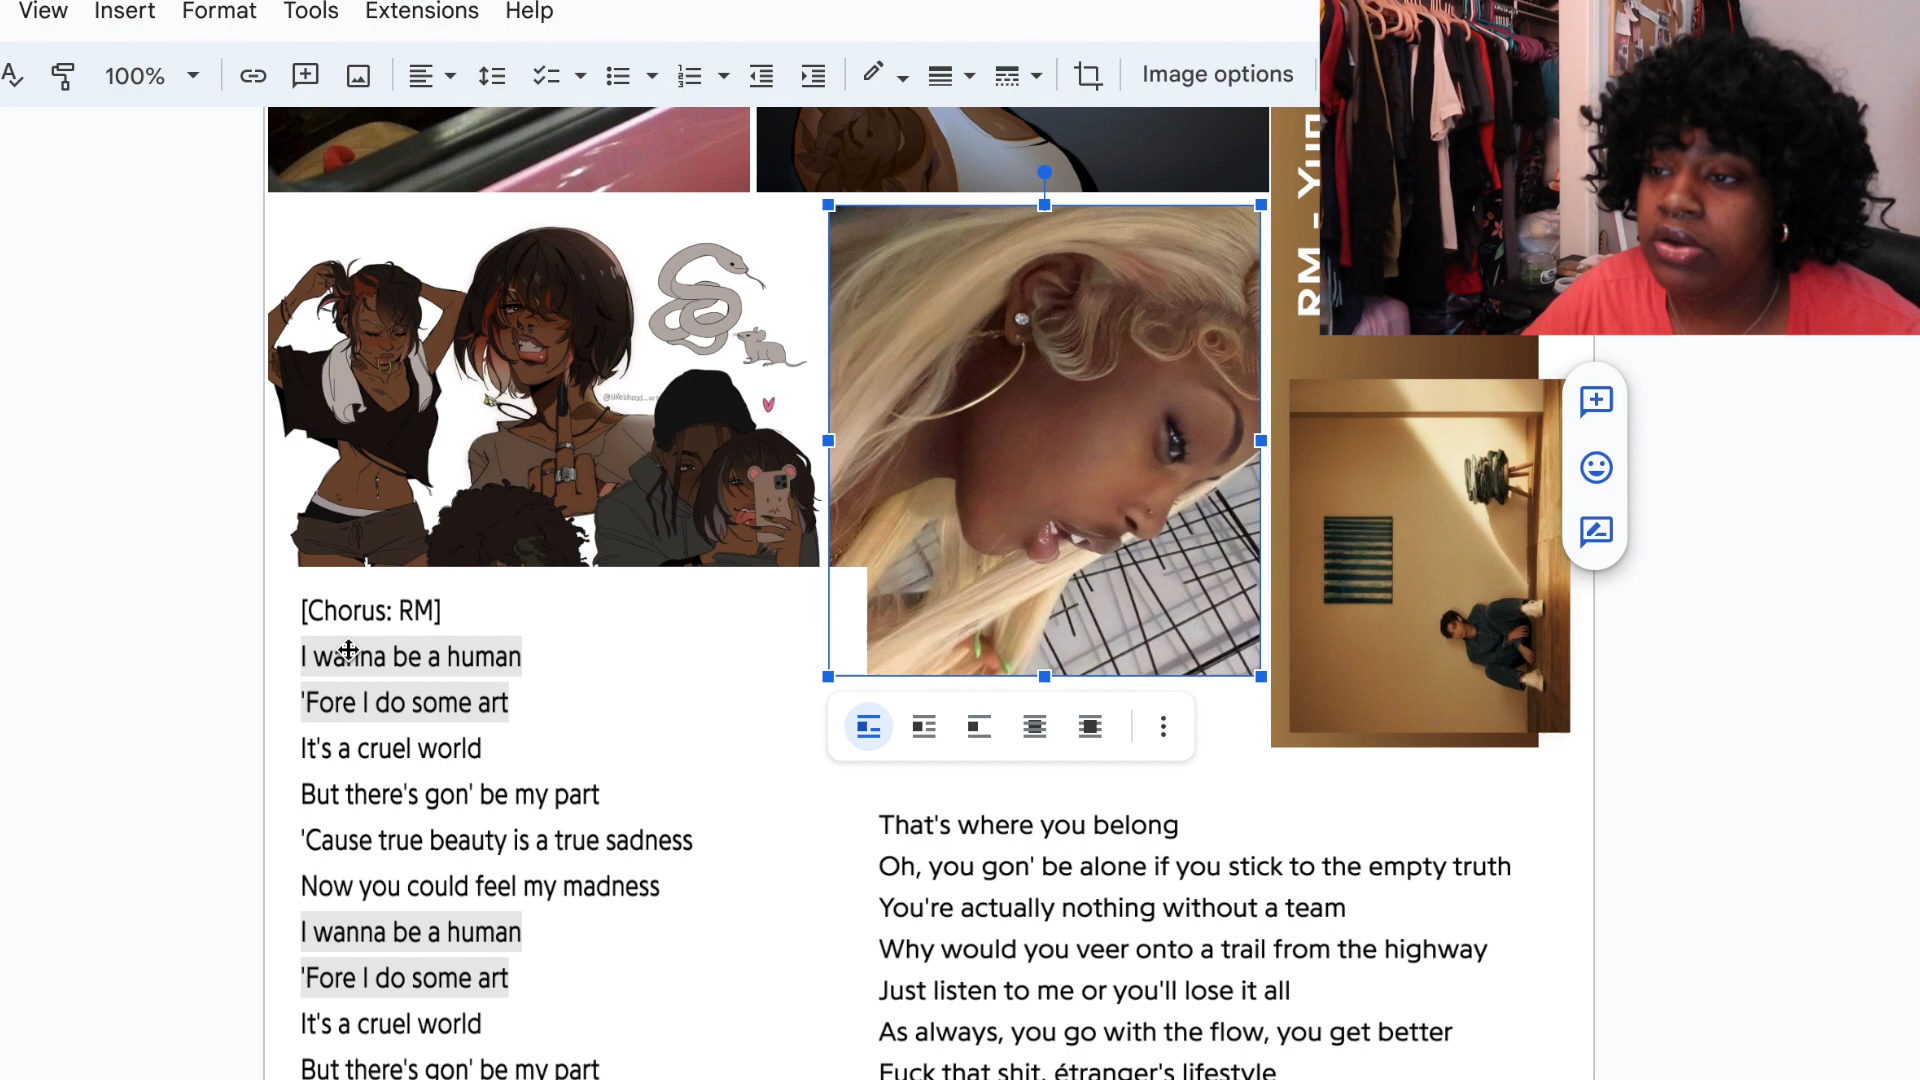 View Insert Format Tools Extensions Help
100% Image options
RM - Yun
[Chorus: RM]
I wanna be a human
'Fore I do some art
It's a cruel world
But there's gon' be my part
'Cause true beauty is a true sadness
Now you could feel my madness
I wanna be a human
'Fore I do some art
It's a cruel world
But there's gon' be my part
That's where you belong
Oh, you gon' be alone if you stick to the empty truth
You're actually nothing without a team
Why would you veer onto a trail from the highway
Just listen to me or you'll lose it all
As always, you go with the flow, you get better
Fuck that shit, étranger's lifestyle